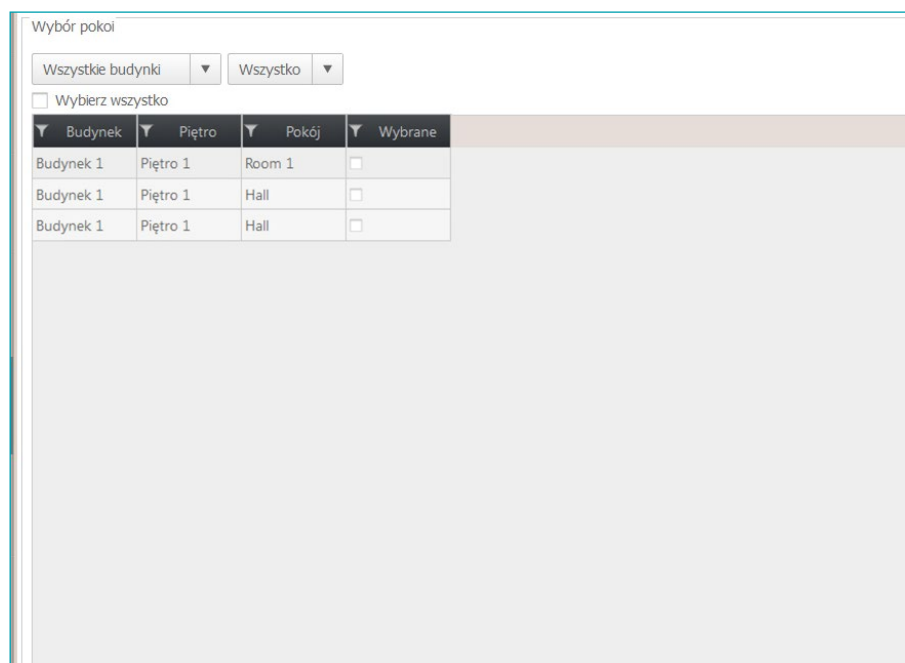 Wybór pokoi
Wszystkie budynki Wszystko
Wybierz wszystko
Budynek Piętro Pokój Wybrane
Budynek 1 Piętro 1 Room 1
Budynek 1 Piętro 1 Hall
Budynek 1 Piętro 1 Hall